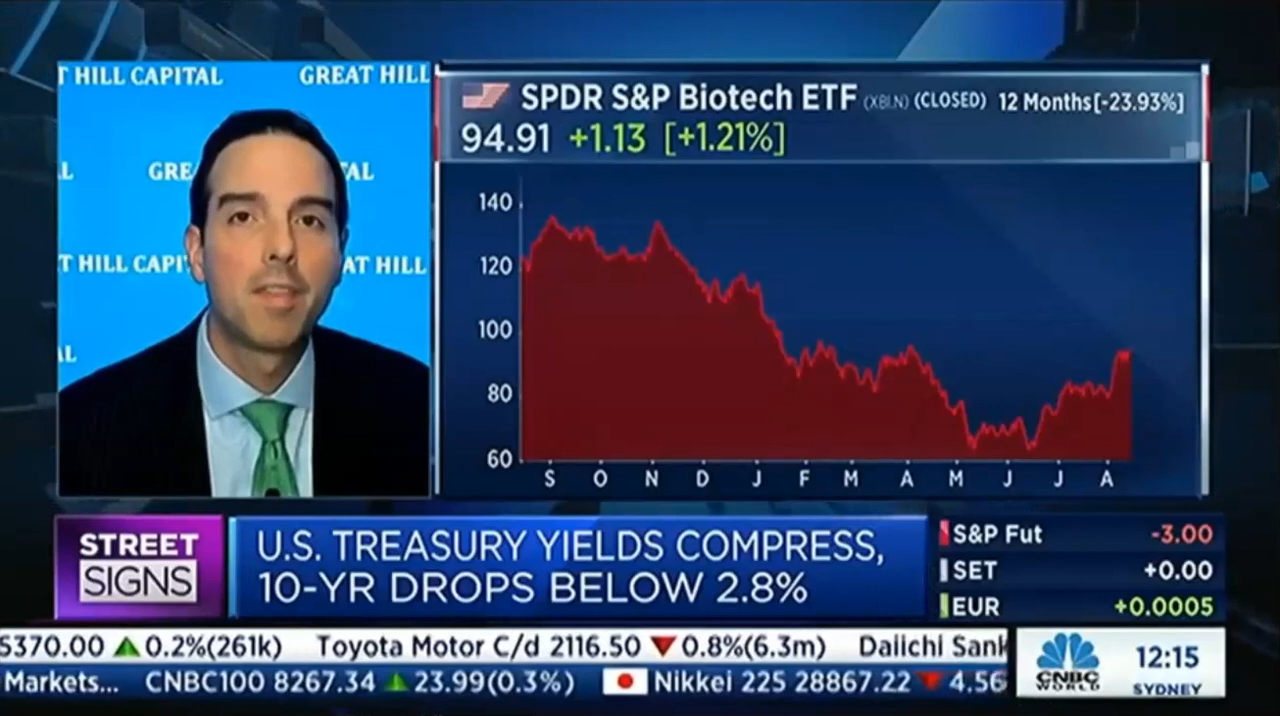 T HILL CAPITAL
GREAT HILL
L
GRE
AL
T HILL CAPI
AT HILL
AL
SPDR S&P Biotech ETF (XBI.N) (CLOSED) 12 Months[-23.93%]
94.91 +1.13 [+1.21%]
140
120
100
80
60
S O N D J F M A M J J A
STREET
SIGNS
U.S. TREASURY YIELDS COMPRESS,
10-YR DROPS BELOW 2.8%
S&P Fut -3.00
SET +0.00
EUR +0.0005
5370.00 ▲ 0.2%(261k) Toyota Motor C/d 2116.50 ▼ 0.8%(6.3m) Daiichi Sank
Markets... CNBC100 8267.34 ▲ 23.99(0.3%) Nikkei 225 28867.22 ▼ 4.56
CNBC
WORLD
12:15
SYDNEY